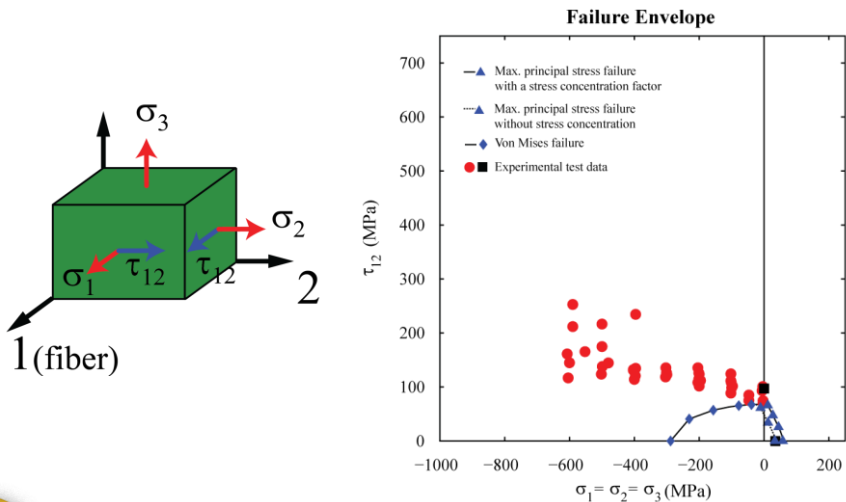 σ3
σ2
σ1
τ12
τ12
2
1(fiber)
Failure Envelope
700
600
500
400
300
200
100
0
τ12 (MPa)
Max. principal stress failure
with a stress concentration factor
Max. principal stress failure
without stress concentration
Von Mises failure
Experimental test data
−1000 −800 −600 −400 −200 0 200
σ1= σ2= σ3 (MPa)